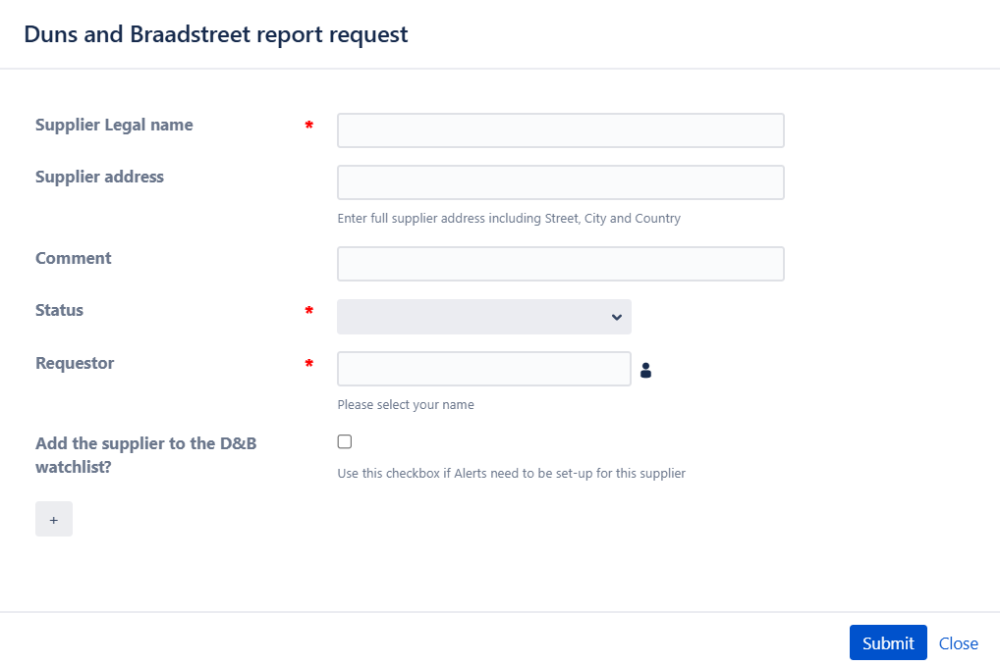 Duns and Braadstreet report request
Supplier Legal name *
Supplier address
Enter full supplier address including Street, City and Country
Comment
Status *
Requestor *
Please select your name
Add the supplier to the D&B
watchlist?
Use this checkbox if Alerts need to be set-up for this supplier
+
Submit Close